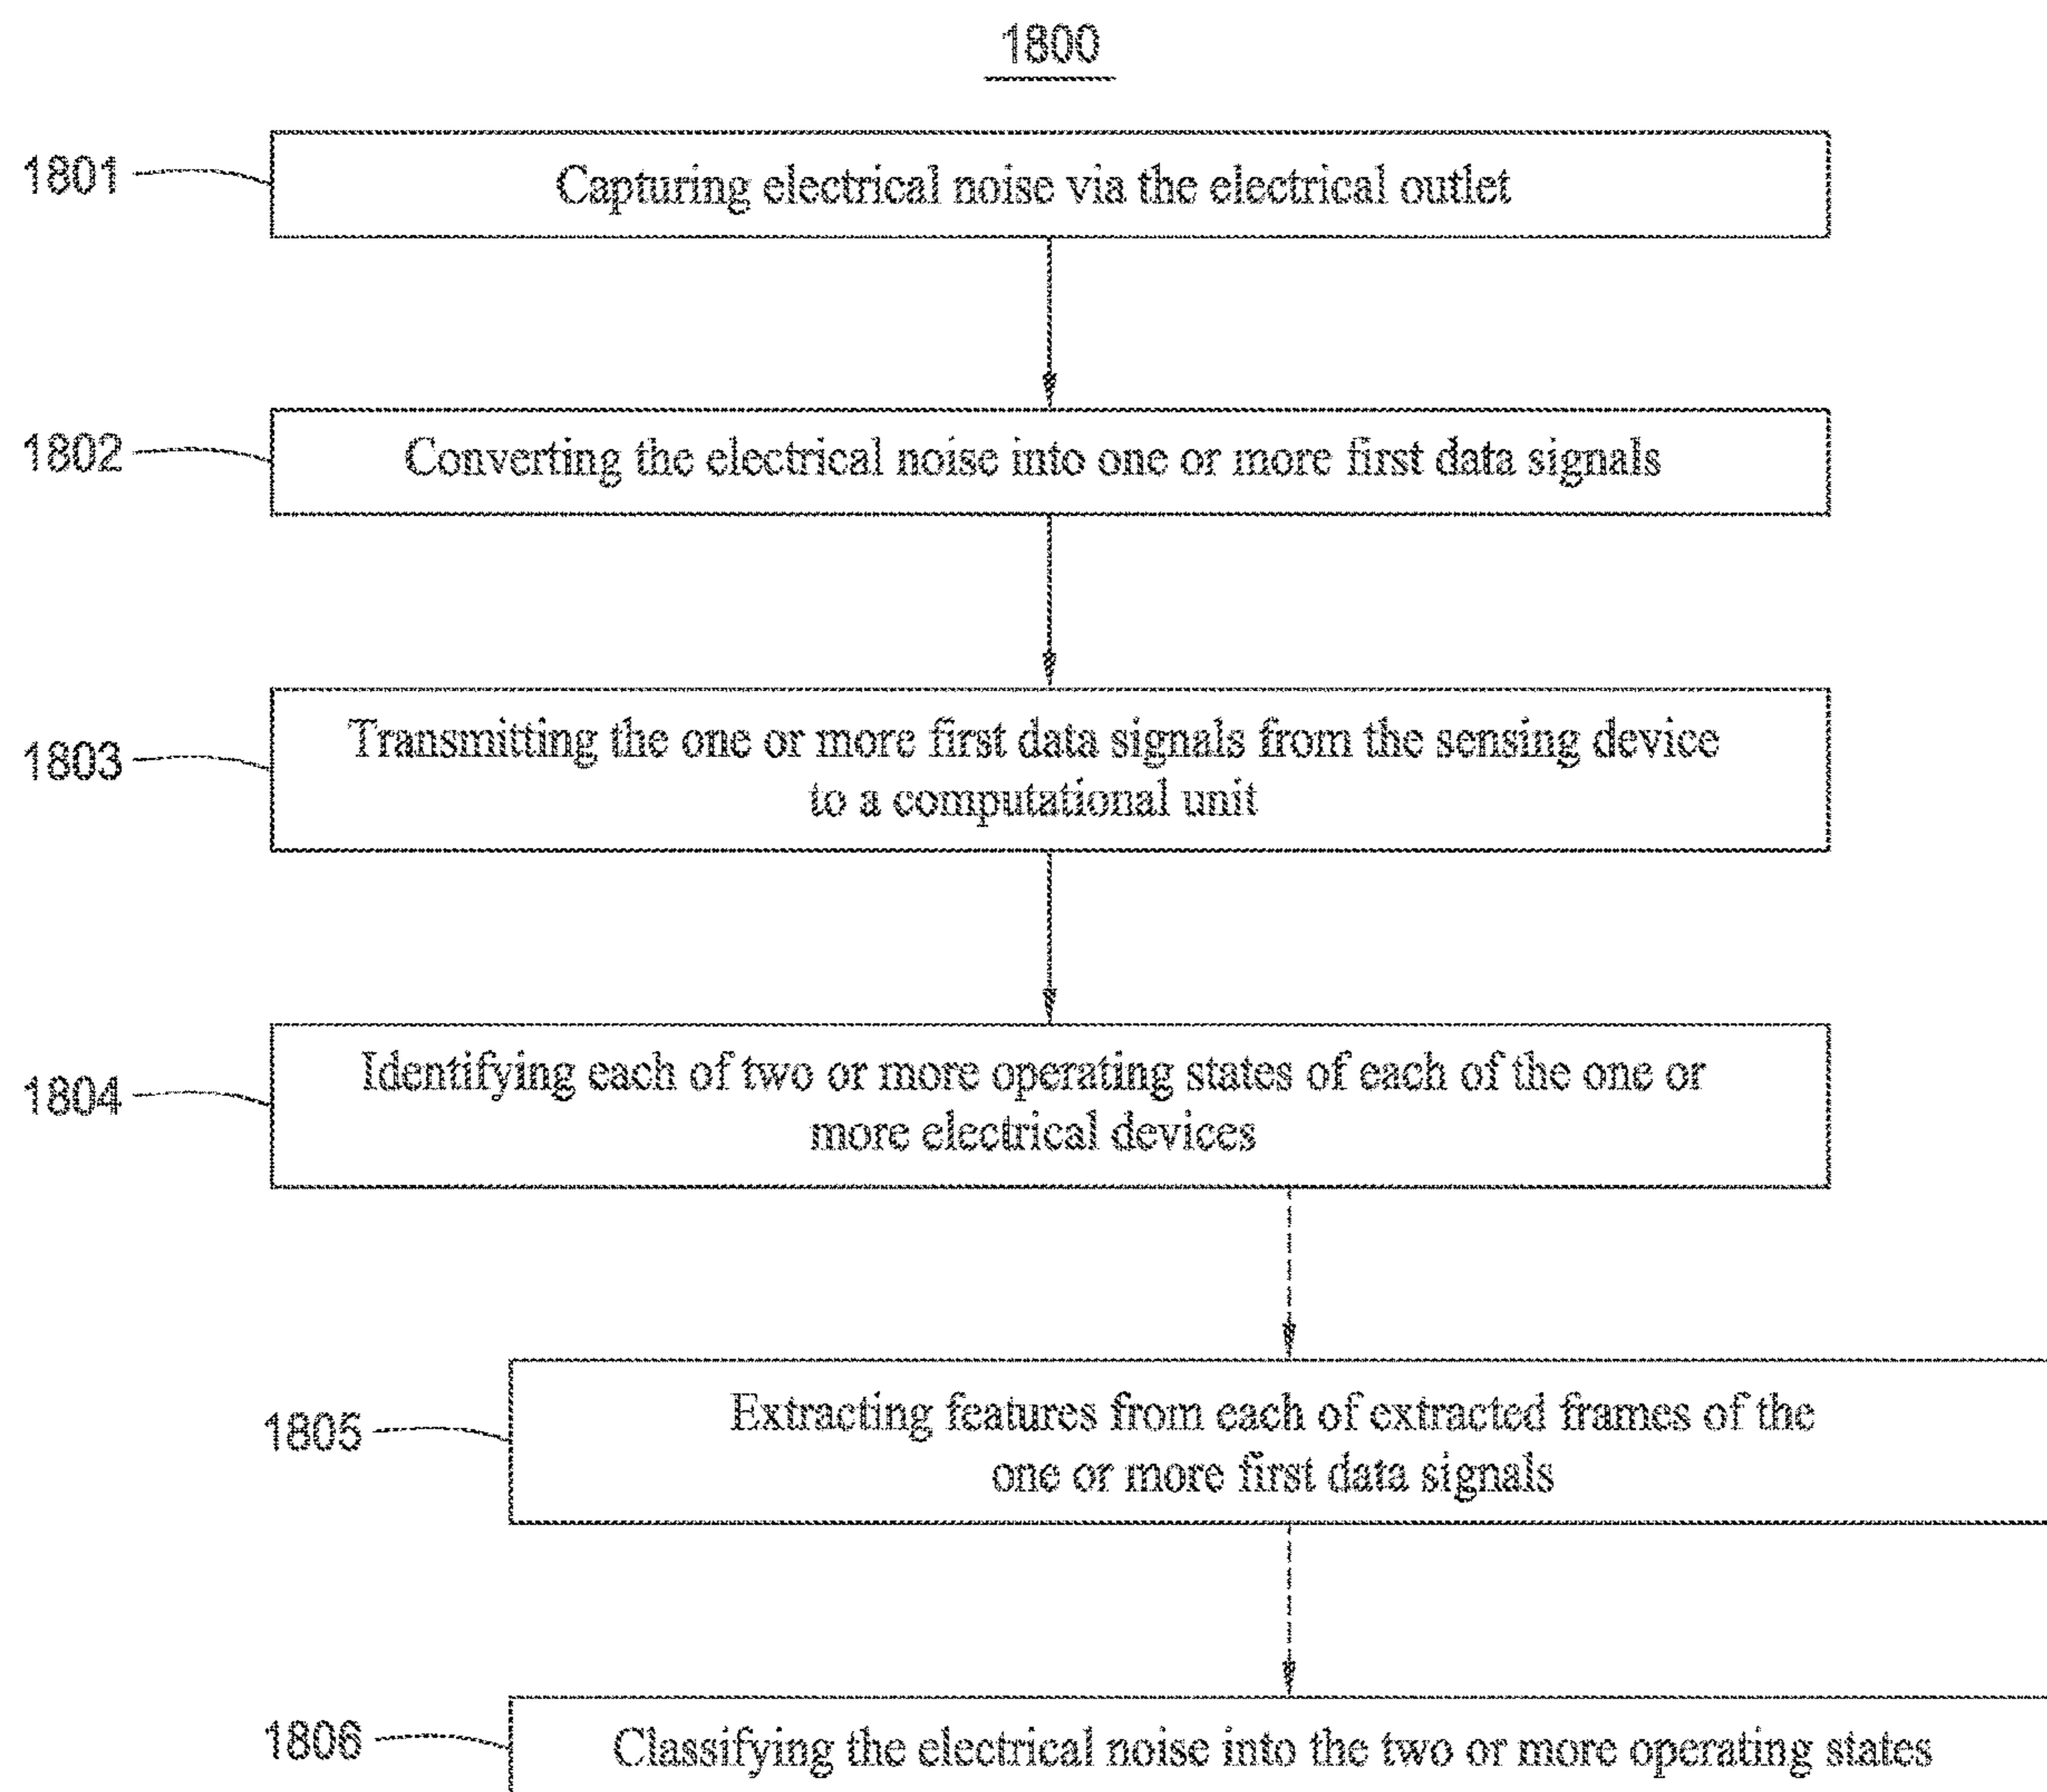 1800
1801
Capturing electrical noise via the electrical outlet
1802
Converting the electrical noise into one or more first data signals
1803
Transmitting the one or more first data signals from the sensing device
to a computational unit
1804
Identifying each of two or more operating states of each of the one or
more electrical devices
1805
Extracting features from each of extracted frames of the
one or more first data signals
1806
Classifying the electrical noise into the two or more operating states